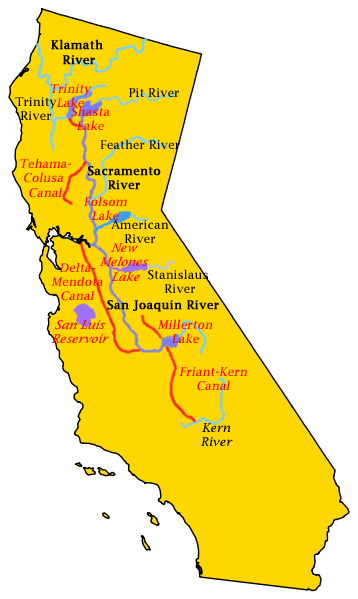 Klamath
River
Trinity
Lake
Pit River
Trinity
River
Shasta
Lake
Feather River
Tehama-
Colusa
Canal
Sacramento
River
Folsom
Lake
American
River
New
Melones
Lake
Delta-
Mendota
Canal
Stanislaus
River
San Joaquin River
San Luis
Reservoir
Millerton
Lake
Friant-Kern
Canal
Kern
River